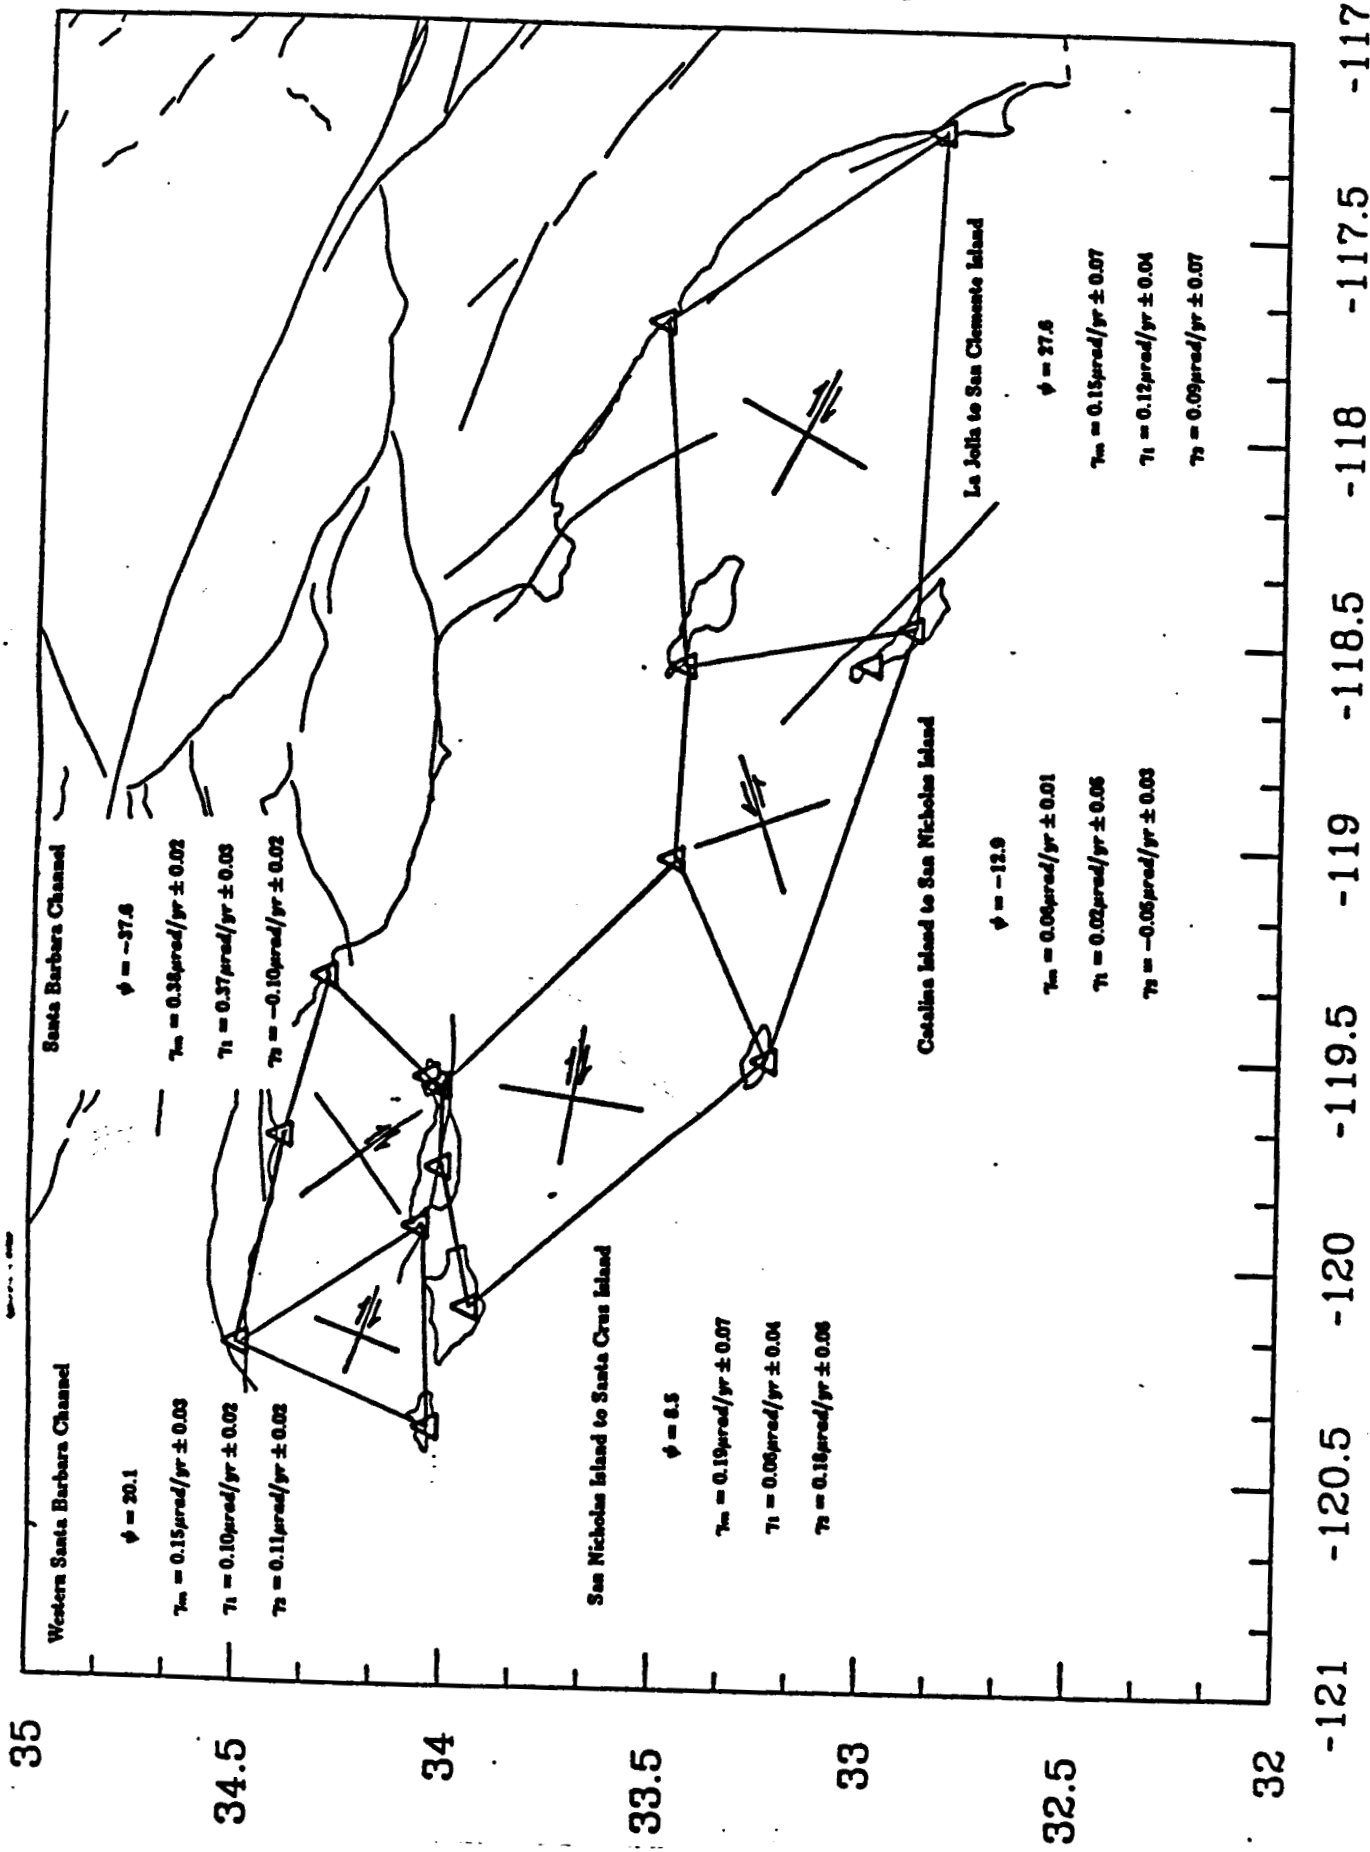 Western Santa Barbara Channel
ψ = 20.1
γm = 0.15μrad/yr ± 0.03
γ1 = 0.10μrad/yr ± 0.02
γ2 = 0.11μrad/yr ± 0.02
Santa Barbara Channel
ψ = -37.6
γm = 0.38μrad/yr ± 0.02
γ1 = 0.37μrad/yr ± 0.03
γ2 = -0.10μrad/yr ± 0.02
San Nicholas Island to Santa Cruz Island
ψ = 8.5
γm = 0.19μrad/yr ± 0.07
γ1 = 0.06μrad/yr ± 0.04
γ2 = 0.18μrad/yr ± 0.06
Catalina Island to San Nicholas Island
ψ = -12.9
γm = 0.06μrad/yr ± 0.01
γ1 = 0.02μrad/yr ± 0.05
γ2 = -0.05μrad/yr ± 0.03
La Jolla to San Clemente Island
ψ = 27.6
γm = 0.15μrad/yr ± 0.07
γ1 = 0.12μrad/yr ± 0.04
γ2 = 0.09μrad/yr ± 0.07
35
34.5
34
33.5
33
32.5
32
-121
-120.5
-120
-119.5
-119
-118.5
-118
-117.5
-117